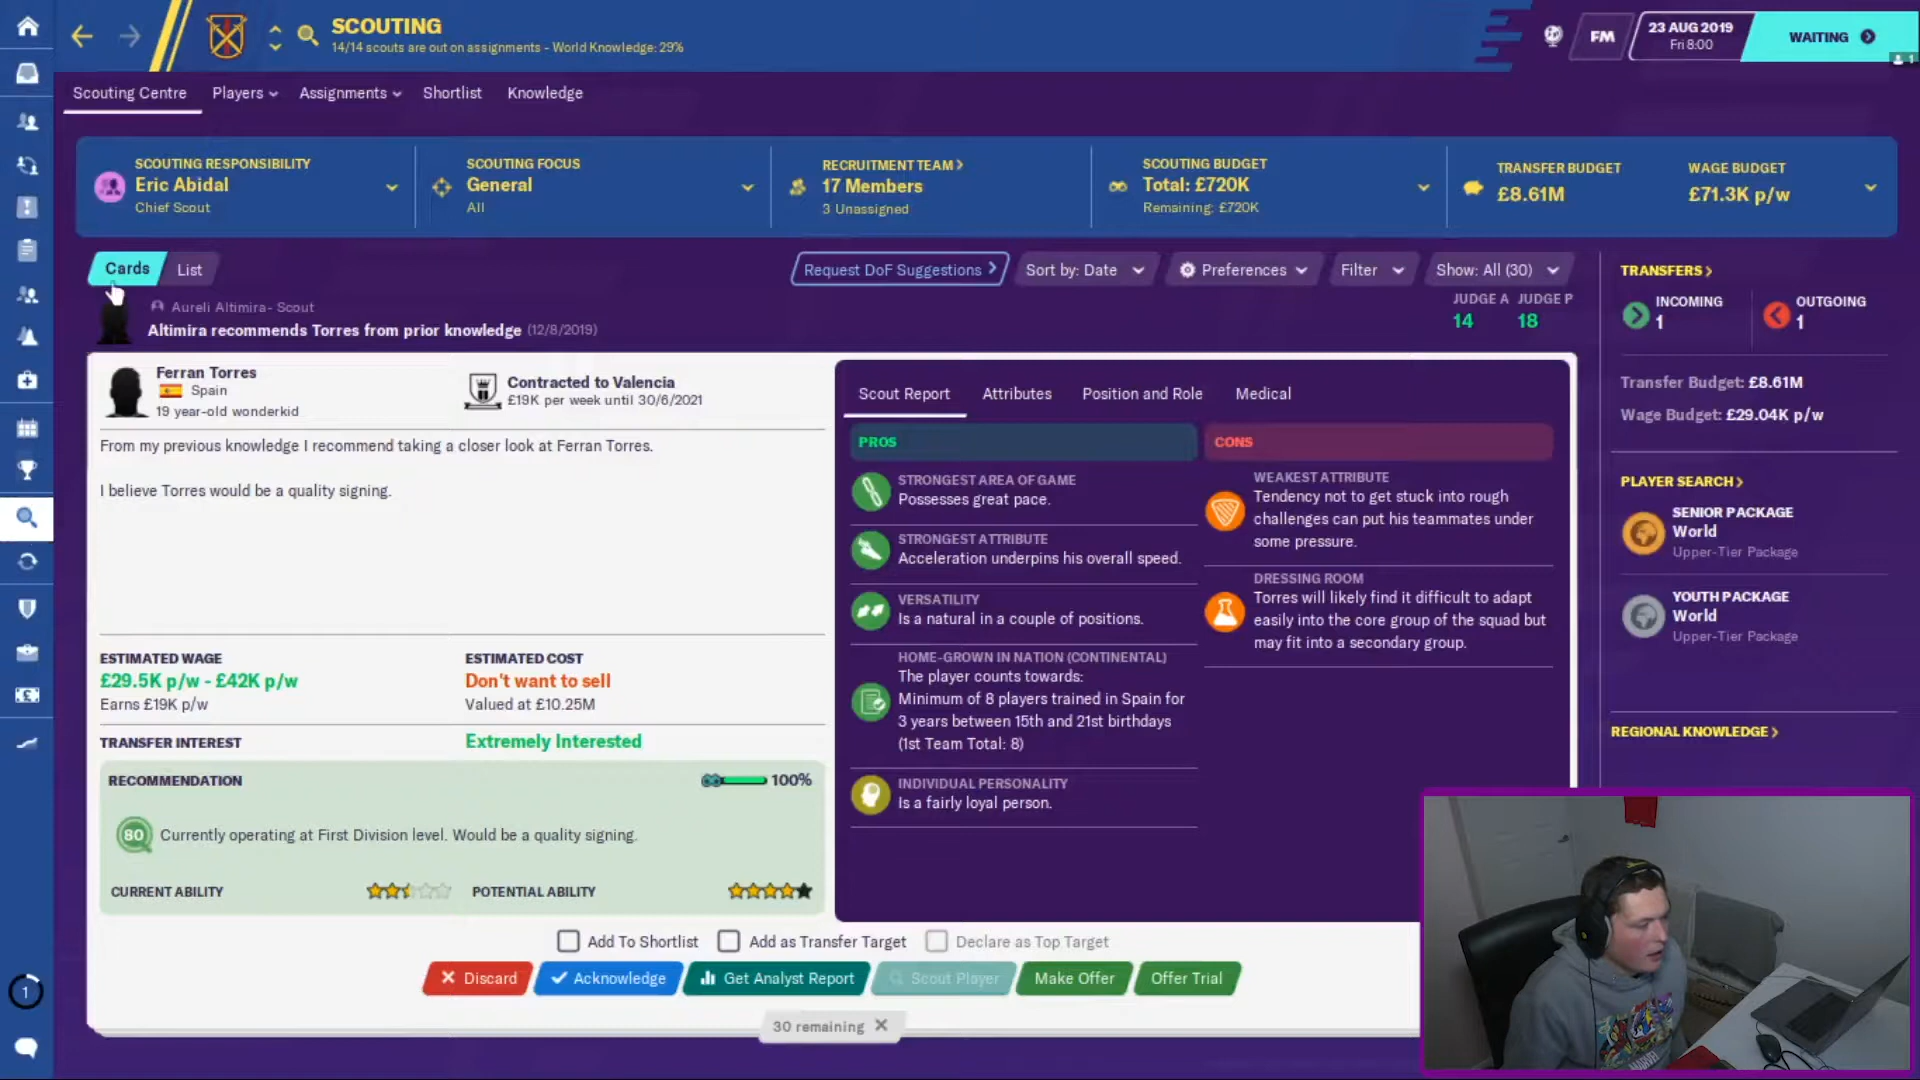 SCOUTING
14/14 scouts are out on assignments - World Knowledge: 29%
FM
23 AUG 2019
Fri 8:00
WAITING
1
Scouting Centre
Players
Assignments
Shortlist
Knowledge
SCOUTING RESPONSIBILITY
Eric Abidal
Chief Scout
SCOUTING FOCUS
General
All
RECRUITMENT TEAM >
17 Members
3 Unassigned
SCOUTING BUDGET
Total: £720K
Remaining: £720K
TRANSFER BUDGET
£8.61M
WAGE BUDGET
£71.3K p/w
Cards
List
Request DoF Suggestions >
Sort by: Date
Preferences
Filter
Show: All (30)
Aureli Altimira- Scout
Altimira recommends Torres from prior knowledge (12/8/2019)
JUDGE A JUDGE P
14 18
Ferran Torres
Spain
19 year-old wonderkid
Contracted to Valencia
£19K per week until 30/6/2021
From my previous knowledge I recommend taking a closer look at Ferran Torres.
I believe Torres would be a quality signing.
ESTIMATED WAGE
£29.5K p/w - £42K p/w
Earns £19K p/w
ESTIMATED COST
Don't want to sell
Valued at £10.25M
TRANSFER INTEREST
Extremely Interested
RECOMMENDATION
100%
80
Currently operating at First Division level. Would be a quality signing.
CURRENT ABILITY
POTENTIAL ABILITY
Scout Report
Attributes
Position and Role
Medical
PROS
STRONGEST AREA OF GAME
Possesses great pace.
STRONGEST ATTRIBUTE
Acceleration underpins his overall speed.
VERSATILITY
Is a natural in a couple of positions.
HOME-GROWN IN NATION (CONTINENTAL)
The player counts towards:
Minimum of 8 players trained in Spain for
3 years between 15th and 21st birthdays
(1st Team Total: 8)
INDIVIDUAL PERSONALITY
Is a fairly loyal person.
CONS
WEAKEST ATTRIBUTE
Tendency not to get stuck into rough
challenges can put his teammates under
some pressure.
DRESSING ROOM
Torres will likely find it difficult to adapt
easily into the core group of the squad but
may fit into a secondary group.
Add To Shortlist
Add as Transfer Target
Declare as Top Target
Discard
Acknowledge
Get Analyst Report
Scout Player
Make Offer
Offer Trial
30 remaining
TRANSFERS >
INCOMING
1
OUTGOING
1
Transfer Budget: £8.61M
Wage Budget: £29.04K p/w
PLAYER SEARCH >
SENIOR PACKAGE
World
Upper-Tier Package
YOUTH PACKAGE
World
Upper-Tier Package
REGIONAL KNOWLEDGE >
1
MARVEL